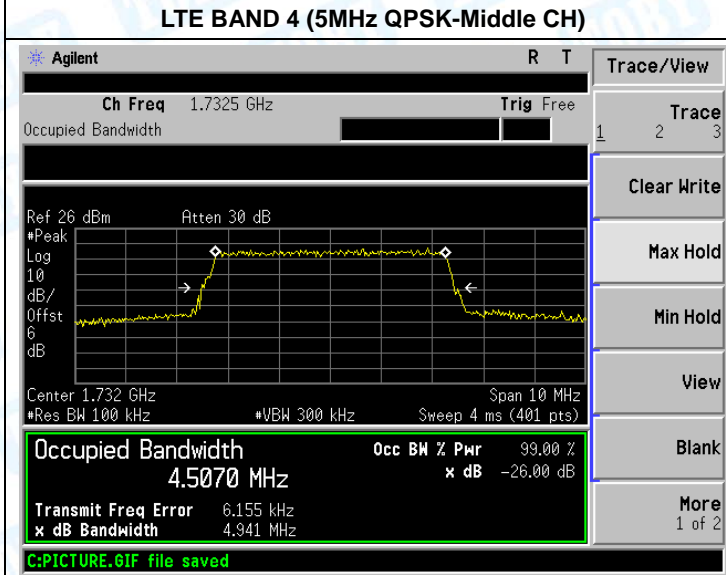 LTE BAND 4 (5MHz QPSK-Middle CH)
Agilent R T
Trace/View
Ch Freq 1.7325 GHz Trig Free
Occupied Bandwidth
Trace
1 2 3
Clear Write
Ref 26 dBm Atten 30 dB
#Peak
Log
10
dB/
Offst
6
dB
Max Hold
Min Hold
Center 1.732 GHz Span 10 MHz
#Res BW 100 kHz #VBW 300 kHz Sweep 4 ms (401 pts)
View
Occupied Bandwidth Occ BW % Pwr 99.00 %
4.5070 MHz x dB -26.00 dB
Blank
Transmit Freq Error 6.155 kHz
x dB Bandwidth 4.941 MHz
More
1 of 2
C:PICTURE.GIF file saved